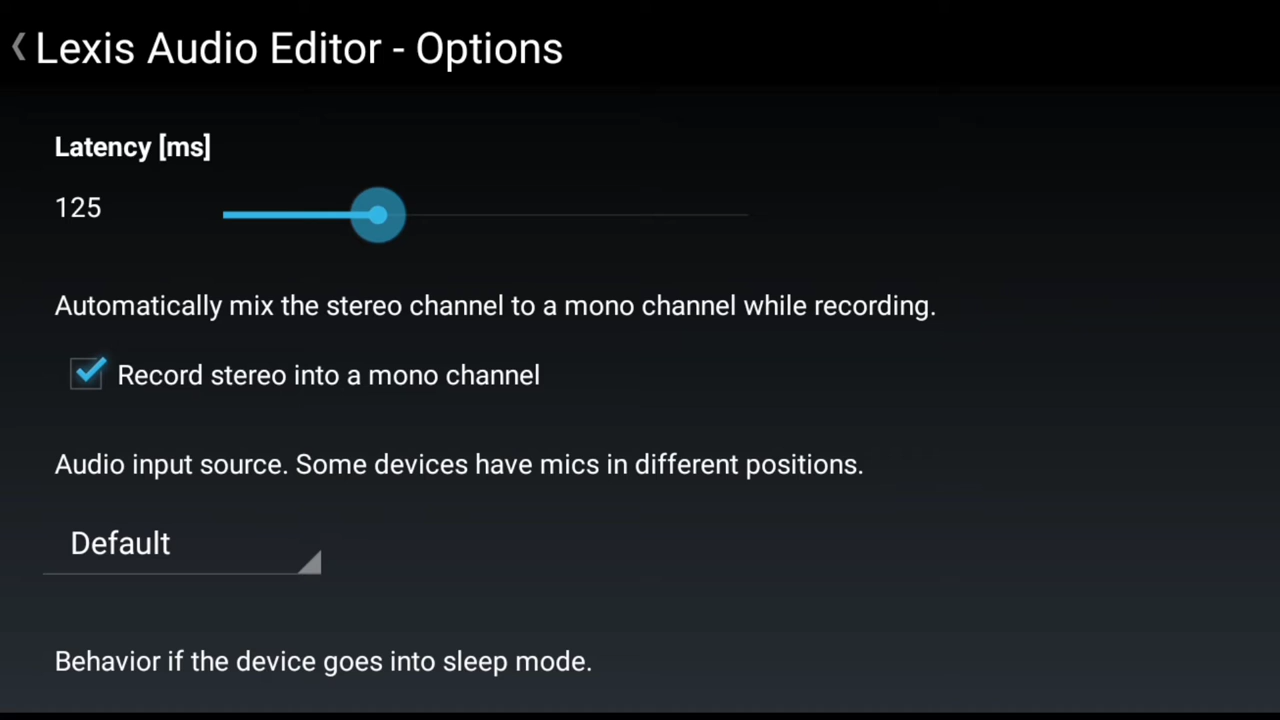 Lexis Audio Editor - Options
Latency [ms]
125
Automatically mix the stereo channel to a mono channel while recording.
Record stereo into a mono channel
Audio input source. Some devices have mics in different positions.
Default
Behavior if the device goes into sleep mode.